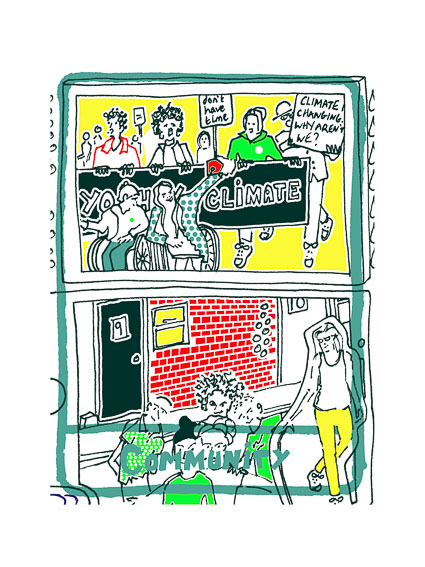 don't
have
time
CLIMATE
CHANGING.
WHY AREN'T
WE?
CLIMATE
9
COMMUNITY